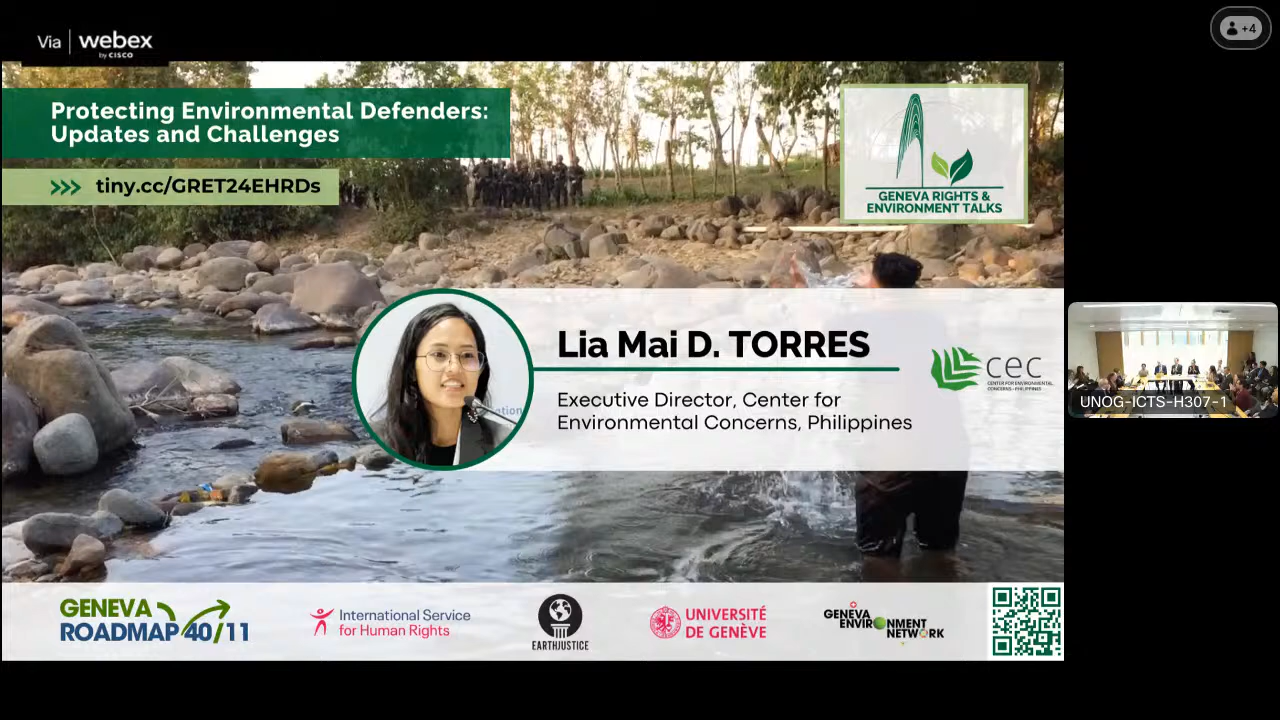 Via | webex
by CISCO
+4
Protecting Environmental Defenders:
Updates and Challenges
>>> tiny.cc/GRET24EHRDs
GENEVA RIGHTS &
ENVIRONMENT TALKS
Lia Mai D. TORRES
Executive Director, Center for
Environmental Concerns, Philippines
cec
CENTER FOR ENVIRONMENTAL
CONCERNS-PHILIPPINES
UNOG-ICTS-H307-1
GENEVA
ROADMAP 40/11
International Service
for Human Rights
EARTHJUSTICE
UNIVERSITÉ
DE GENÈVE
GENEVA
ENVIRONMENT
NETWORK